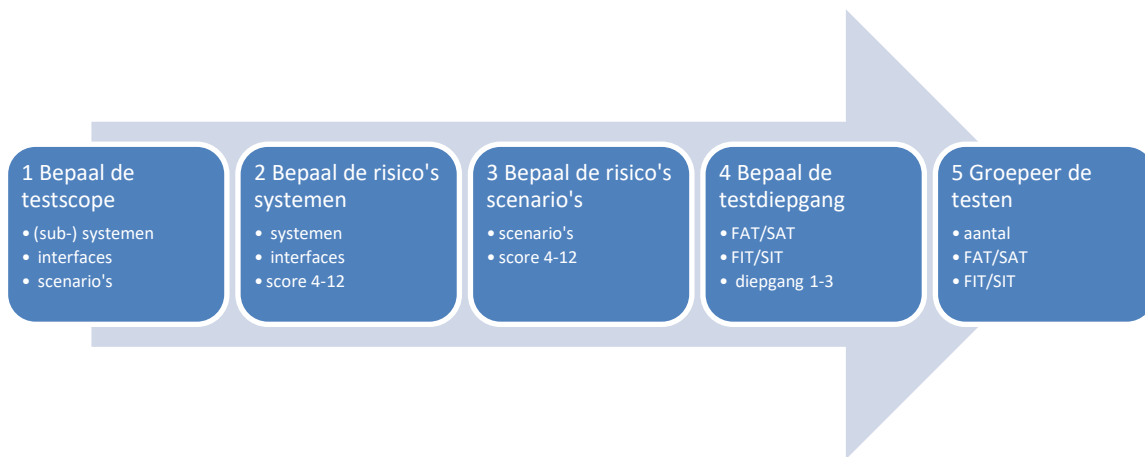 1 Bepaal de
testscope
• (sub-) systemen
• interfaces
• scenario's
2 Bepaal de risico's
systemen
• systemen
• interfaces
• score 4-12
3 Bepaal de risico's
scenario's
• scenario's
• score 4-12
4 Bepaal de
testdiepgang
• FAT/SAT
• FIT/SIT
• diepgang 1-3
5 Groepeer de
testen
• aantal
• FAT/SAT
• FIT/SIT